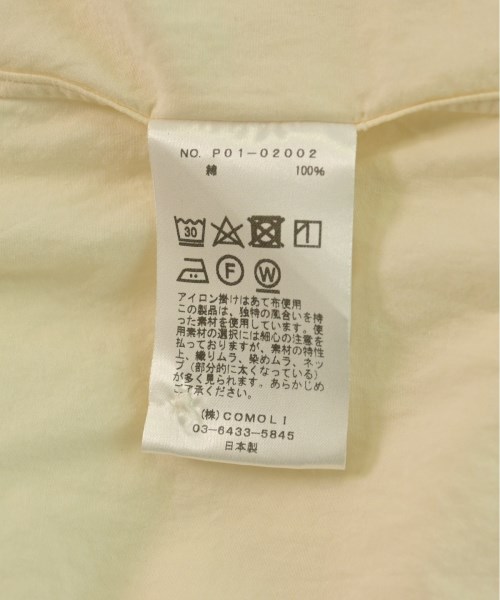 NO. P01-02002
綿 100%
30
F W
アイロン掛けはあて布使用
この製品は、独特の風合いを持
った素材を使用しています。使
用素材の選択には細心の注意を
払っておりますが、素材の特性
上、織りムラ、染めムラ、ネッ
プ（部分的に太くなっている）
が多く見られます。あらかじめ
ご了承ください。
(株) COMOLI
03-6433-5845
日本製